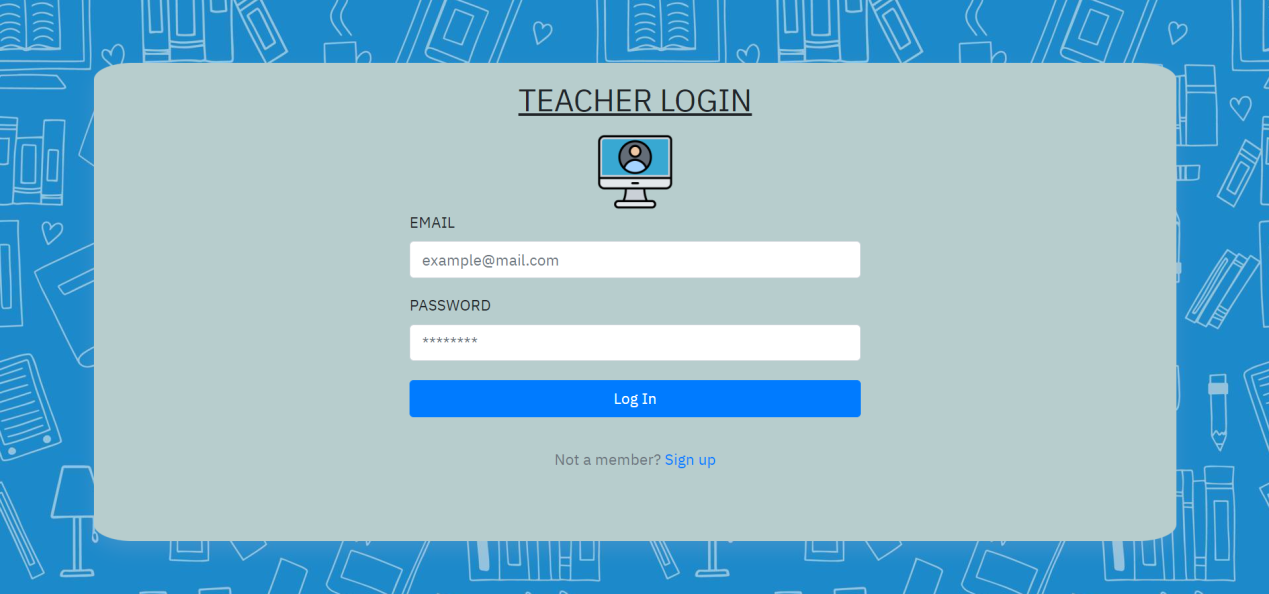 TEACHER LOGIN
EMAIL
example@mail.com
PASSWORD
********
Log In
Not a member? Sign up